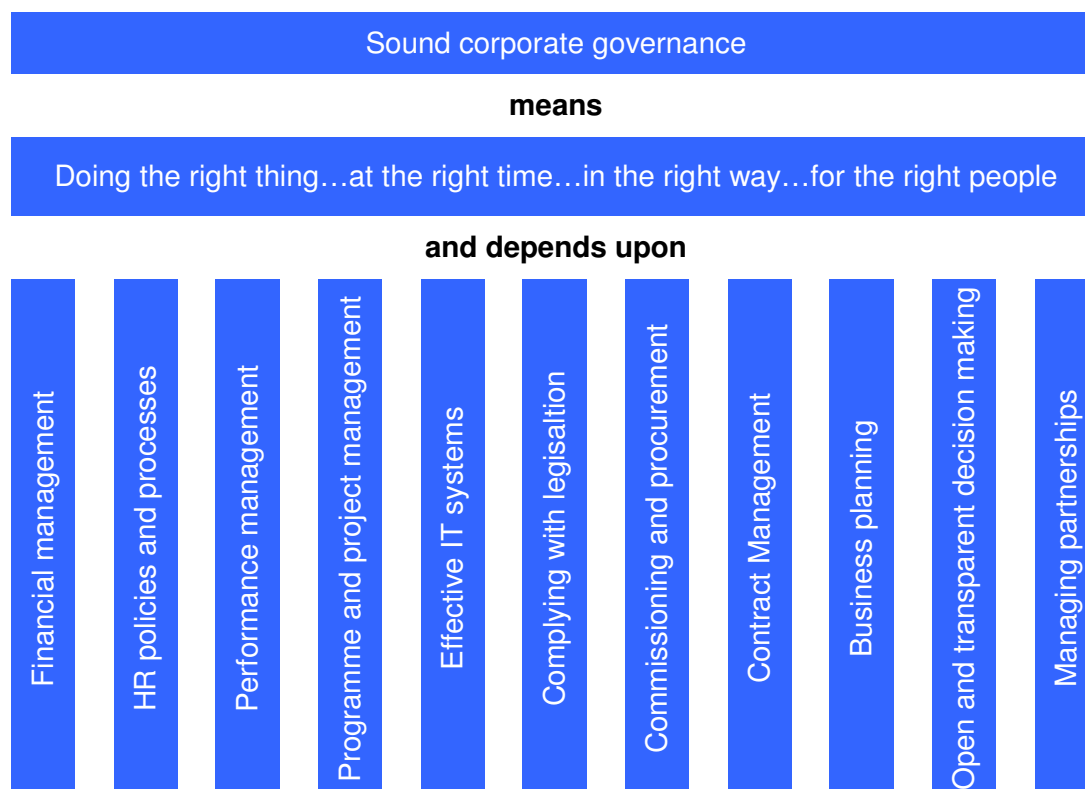 Sound corporate governance
means
Doing the right thing…at the right time…in the right way…for the right people
and depends upon
Financial management
HR policies and processes
Performance management
Programme and project management
Effective IT systems
Complying with legisaltion
Commissioning and procurement
Contract Management
Business planning
Open and transparent decision making
Managing partnerships